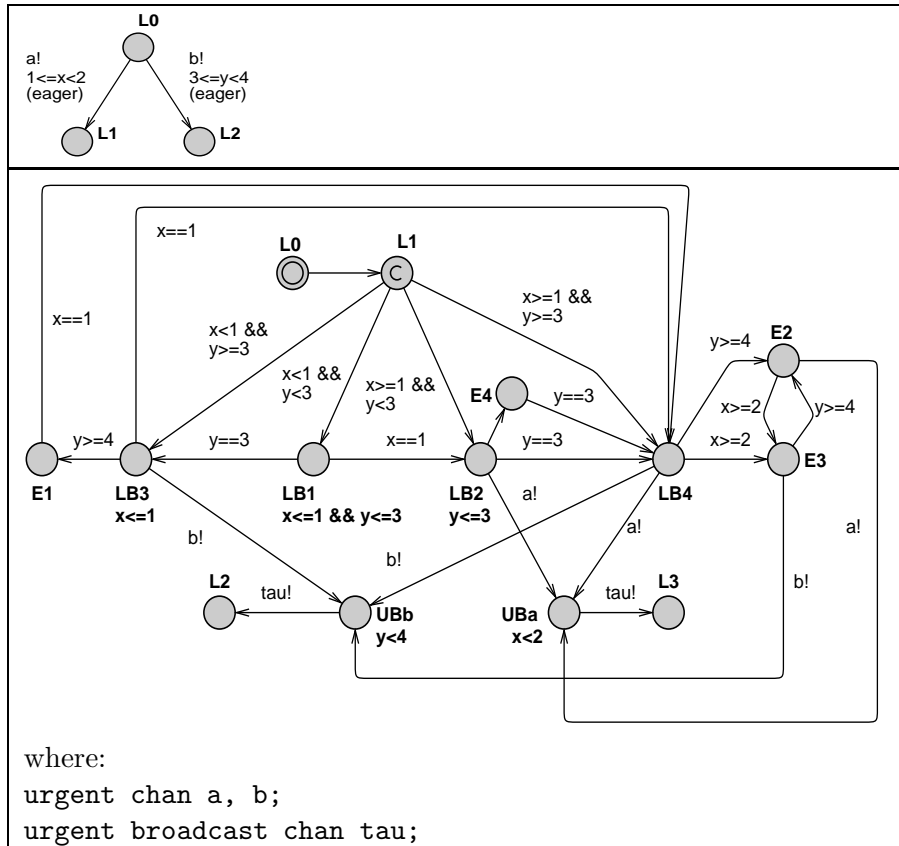 L0
a!
1<=x<2
(eager)
b!
3<=y<4
(eager)
L1
L2
x==1
L0
L1
C
x>=1 &&
y>=3
x==1
x<1 &&
y>=3
x<1 &&
y<3
x>=1 &&
y<3
E4
y==3
y>=4
E2
x>=2
y>=4
y>=4
y==3
x==1
y==3
x>=2
E1
LB3
x<=1
LB1
x<=1 && y<=3
LB2
y<=3
a!
LB4
E3
b!
b!
a!
a!
b!
L2
tau!
UBb
y<4
UBa
x<2
tau!
L3
where:
urgent chan a, b;
urgent broadcast chan tau;